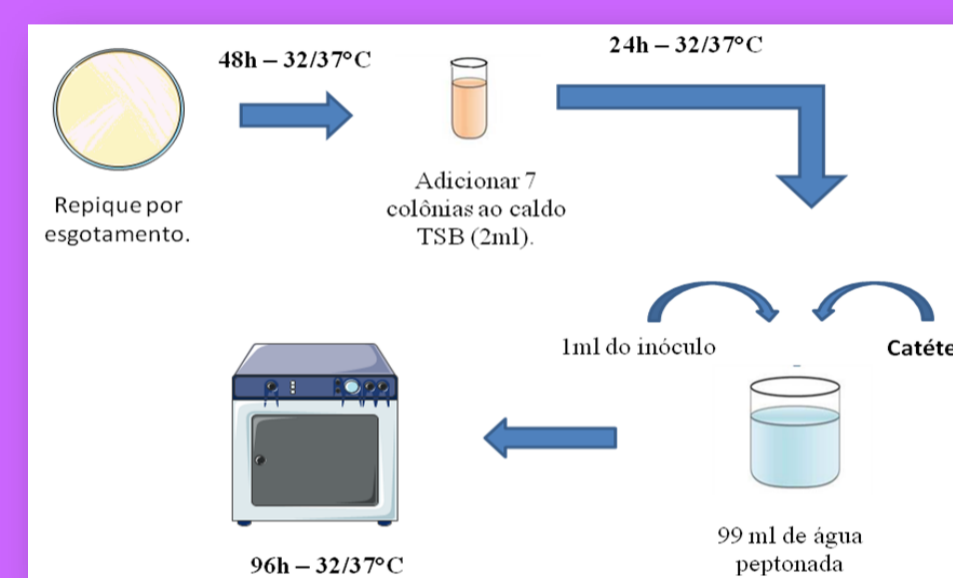 48h – 32/37°C
24h – 32/37°C
Repique por
esgotamento.
Adicionar 7
colônias ao caldo
TSB (2ml).
1ml do inóculo
Catéte
99 ml de água
peptonada
96h – 32/37°C